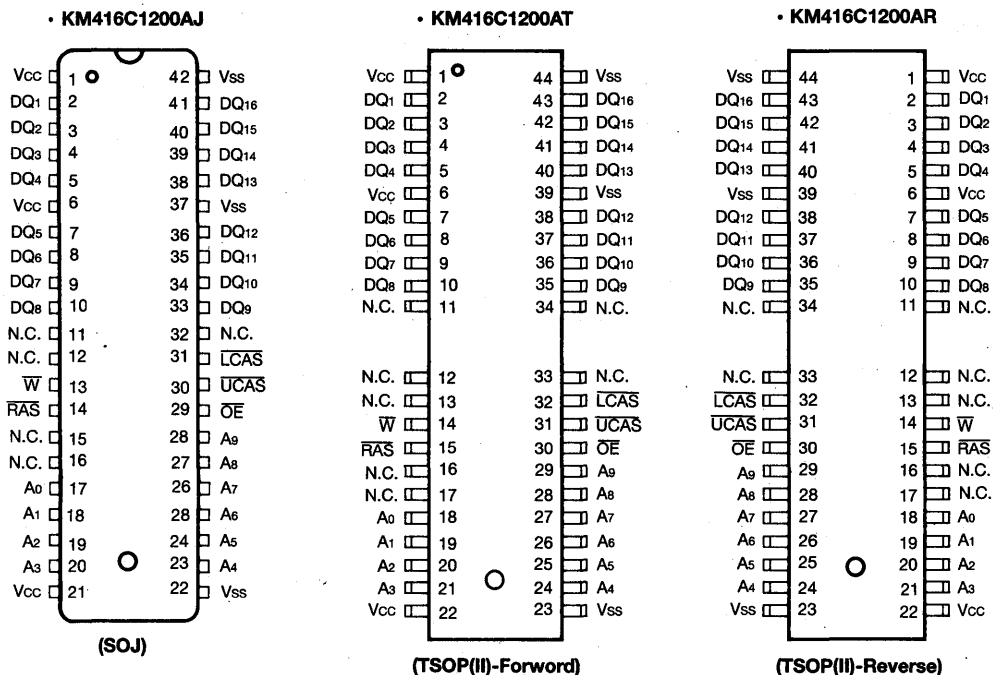 • KM416C1200AJ
Vcc 1 42 Vss
DQ1 2 41 DQ16
DQ2 3 40 DQ15
DQ3 4 39 DQ14
DQ4 5 38 DQ13
Vcc 6 37 Vss
DQ5 7 36 DQ12
DQ6 8 35 DQ11
DQ7 9 34 DQ10
DQ8 10 33 DQ9
N.C. 11 32 N.C.
N.C. 12 31 L̅C̅A̅S̅
W̅ 13 30 U̅C̅A̅S̅
R̅A̅S̅ 14 29 O̅E̅
N.C. 15 28 A9
N.C. 16 27 A8
A0 17 26 A7
A1 18 28 A6
A2 19 24 A5
A3 20 23 A4
Vcc 21 22 Vss
(SOJ)
• KM416C1200AT
Vcc 1 44 Vss
DQ1 2 43 DQ16
DQ2 3 42 DQ15
DQ3 4 41 DQ14
DQ4 5 40 DQ13
Vcc 6 39 Vss
DQ5 7 38 DQ12
DQ6 8 37 DQ11
DQ7 9 36 DQ10
DQ8 10 35 DQ9
N.C. 11 34 N.C.
N.C. 12 33 N.C.
N.C. 13 32 L̅C̅A̅S̅
W̅ 14 31 U̅C̅A̅S̅
R̅A̅S̅ 15 30 O̅E̅
N.C. 16 29 A9
N.C. 17 28 A8
A0 18 27 A7
A1 19 26 A6
A2 20 25 A5
A3 21 24 A4
Vcc 22 23 Vss
(TSOP(II)-Forword)
• KM416C1200AR
Vss 44 1 Vcc
DQ16 43 2 DQ1
DQ15 42 3 DQ2
DQ14 41 4 DQ3
DQ13 40 5 DQ4
Vss 39 6 Vcc
DQ12 38 7 DQ5
DQ11 37 8 DQ6
DQ10 36 9 DQ7
DQ9 35 10 DQ8
N.C. 34 11 N.C.
N.C. 33 12 N.C.
L̅C̅A̅S̅ 32 13 N.C.
U̅C̅A̅S̅ 31 14 W̅
O̅E̅ 30 15 R̅A̅S̅
A9 29 16 N.C.
A8 28 17 N.C.
A7 27 18 A0
A6 26 19 A1
A5 25 20 A2
A4 24 21 A3
Vss 23 22 Vcc
(TSOP(II)-Reverse)